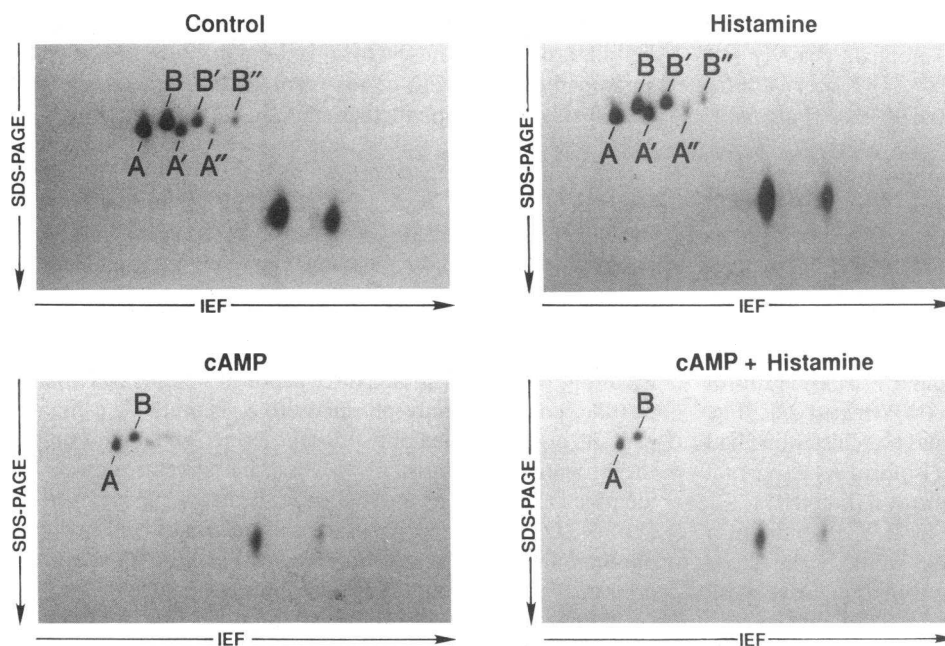 Control
B B′ B″
A A′ A″
SDS-PAGE
IEF
Histamine
B B′ B″
A A′ A″
SDS-PAGE
IEF
cAMP
B
A
SDS-PAGE
IEF
cAMP + Histamine
B
A
SDS-PAGE
IEF